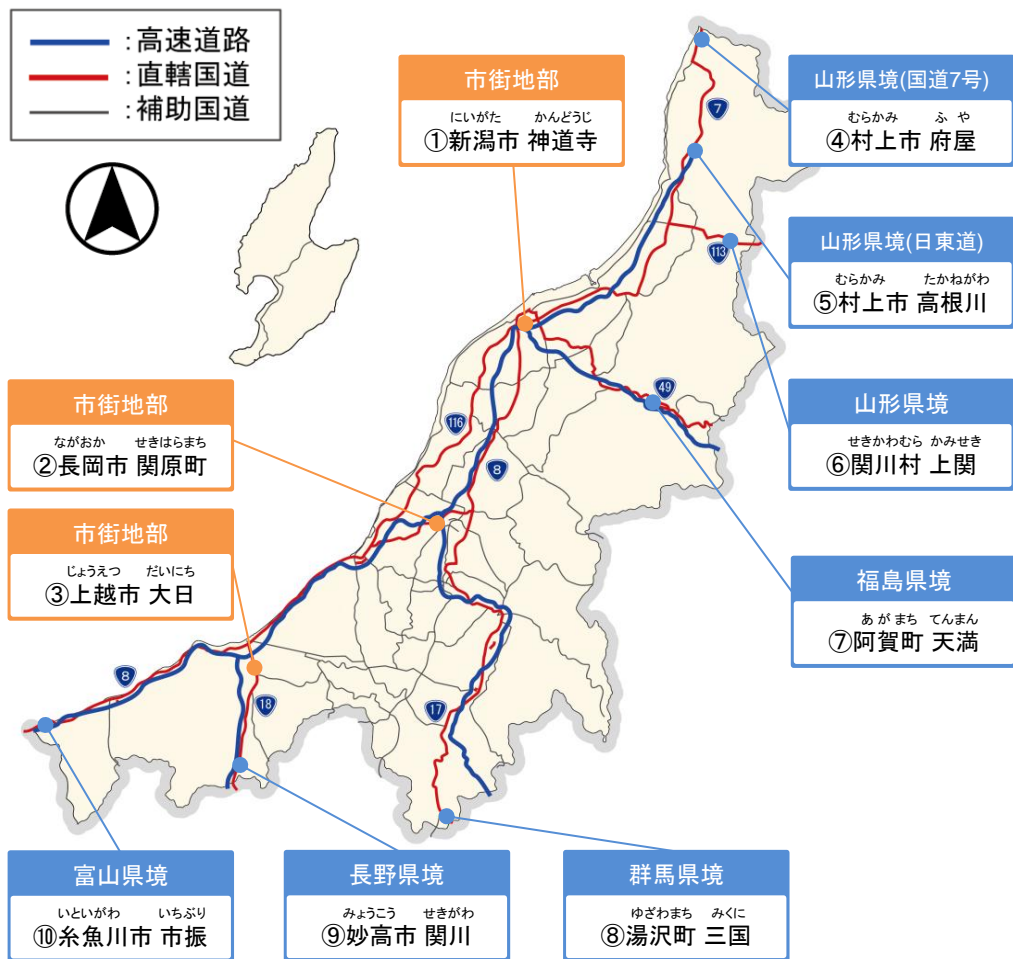 ：高速道路
：直轄国道
：補助国道
市街地部
にいがた かんどうじ
①新潟市 神道寺
山形県境(国道7号)
むらかみ ふや
④村上市 府屋
7
山形県境(日東道)
むらかみ たかねがわ
⑤村上市 高根川
113
市街地部
ながおか せきはらまち
②長岡市 関原町
116
8
49
山形県境
せきかわむら かみせき
⑥関川村 上関
市街地部
じょうえつ だいにち
③上越市 大日
福島県境
あがまち てんまん
⑦阿賀町 天満
8
18
17
富山県境
いといがわ いちぶり
⑩糸魚川市 市振
長野県境
みょうこう せきがわ
⑨妙高市 関川
群馬県境
ゆざわまち みくに
⑧湯沢町 三国